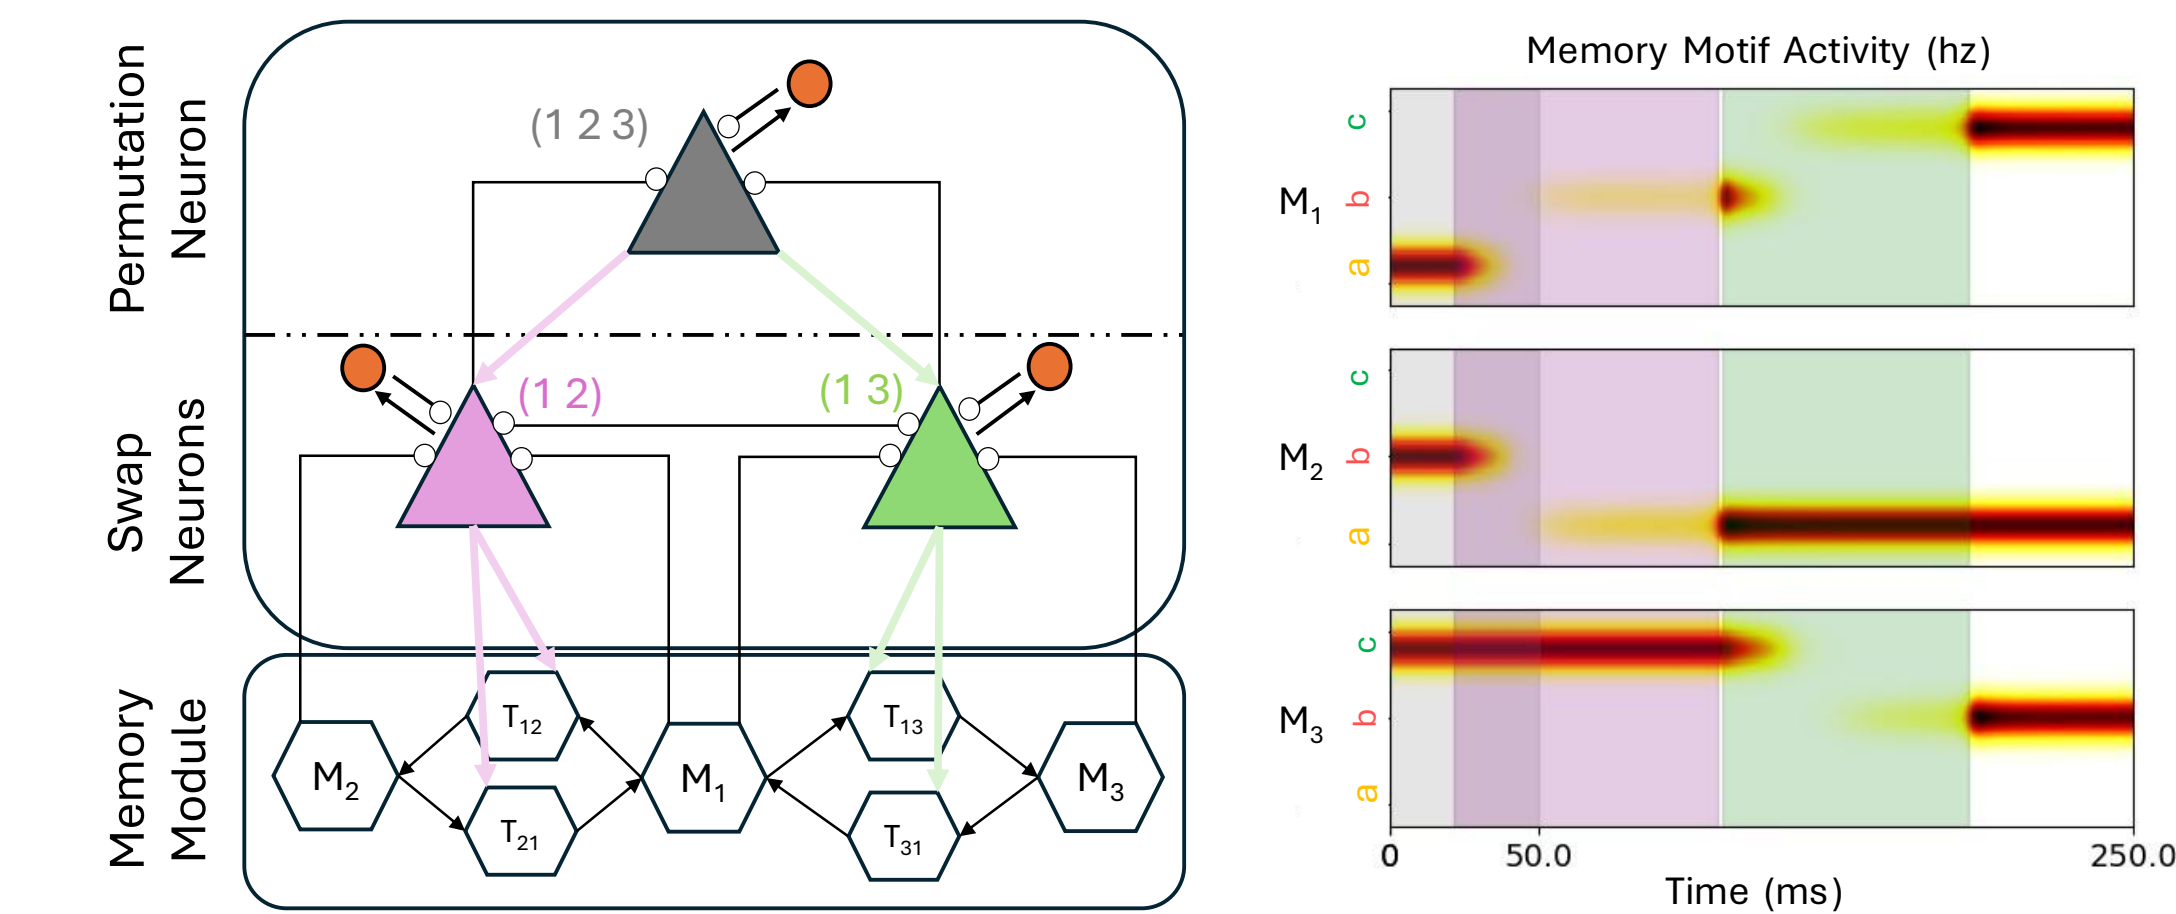 Permutation
Neuron
(1 2 3)
Swap
Neurons
(1 2)
(1 3)
Memory
Module
M2
T12
T21
M1
T13
T31
M3
Memory Motif Activity (hz)
M1
c
b
a
M2
c
b
a
M3
c
b
a
0
50.0
250.0
Time (ms)